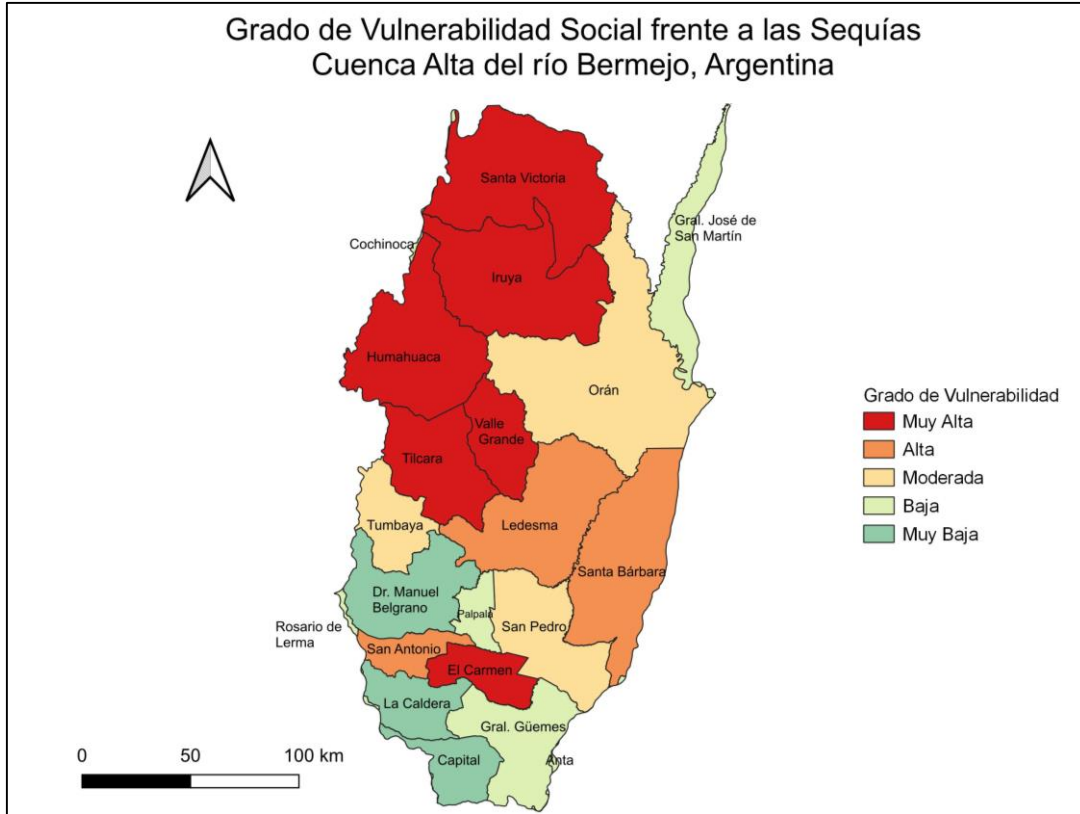 Grado de Vulnerabilidad Social frente a las Sequías
Cuenca Alta del río Bermejo, Argentina
Santa Victoria
Gral. José de
San Martín
Cochinoca
Iruya
Humahuaca
Orán
Valle
Grande
Tilcara
Tumbaya
Ledesma
Santa Bárbara
Dr. Manuel
Belgrano
Palpalá
San Pedro
Rosario de
Lerma
San Antonio
El Carmen
La Caldera
Gral. Güemes
Capital
Anta
Grado de Vulnerabilidad
Muy Alta
Alta
Moderada
Baja
Muy Baja
0 50 100 km